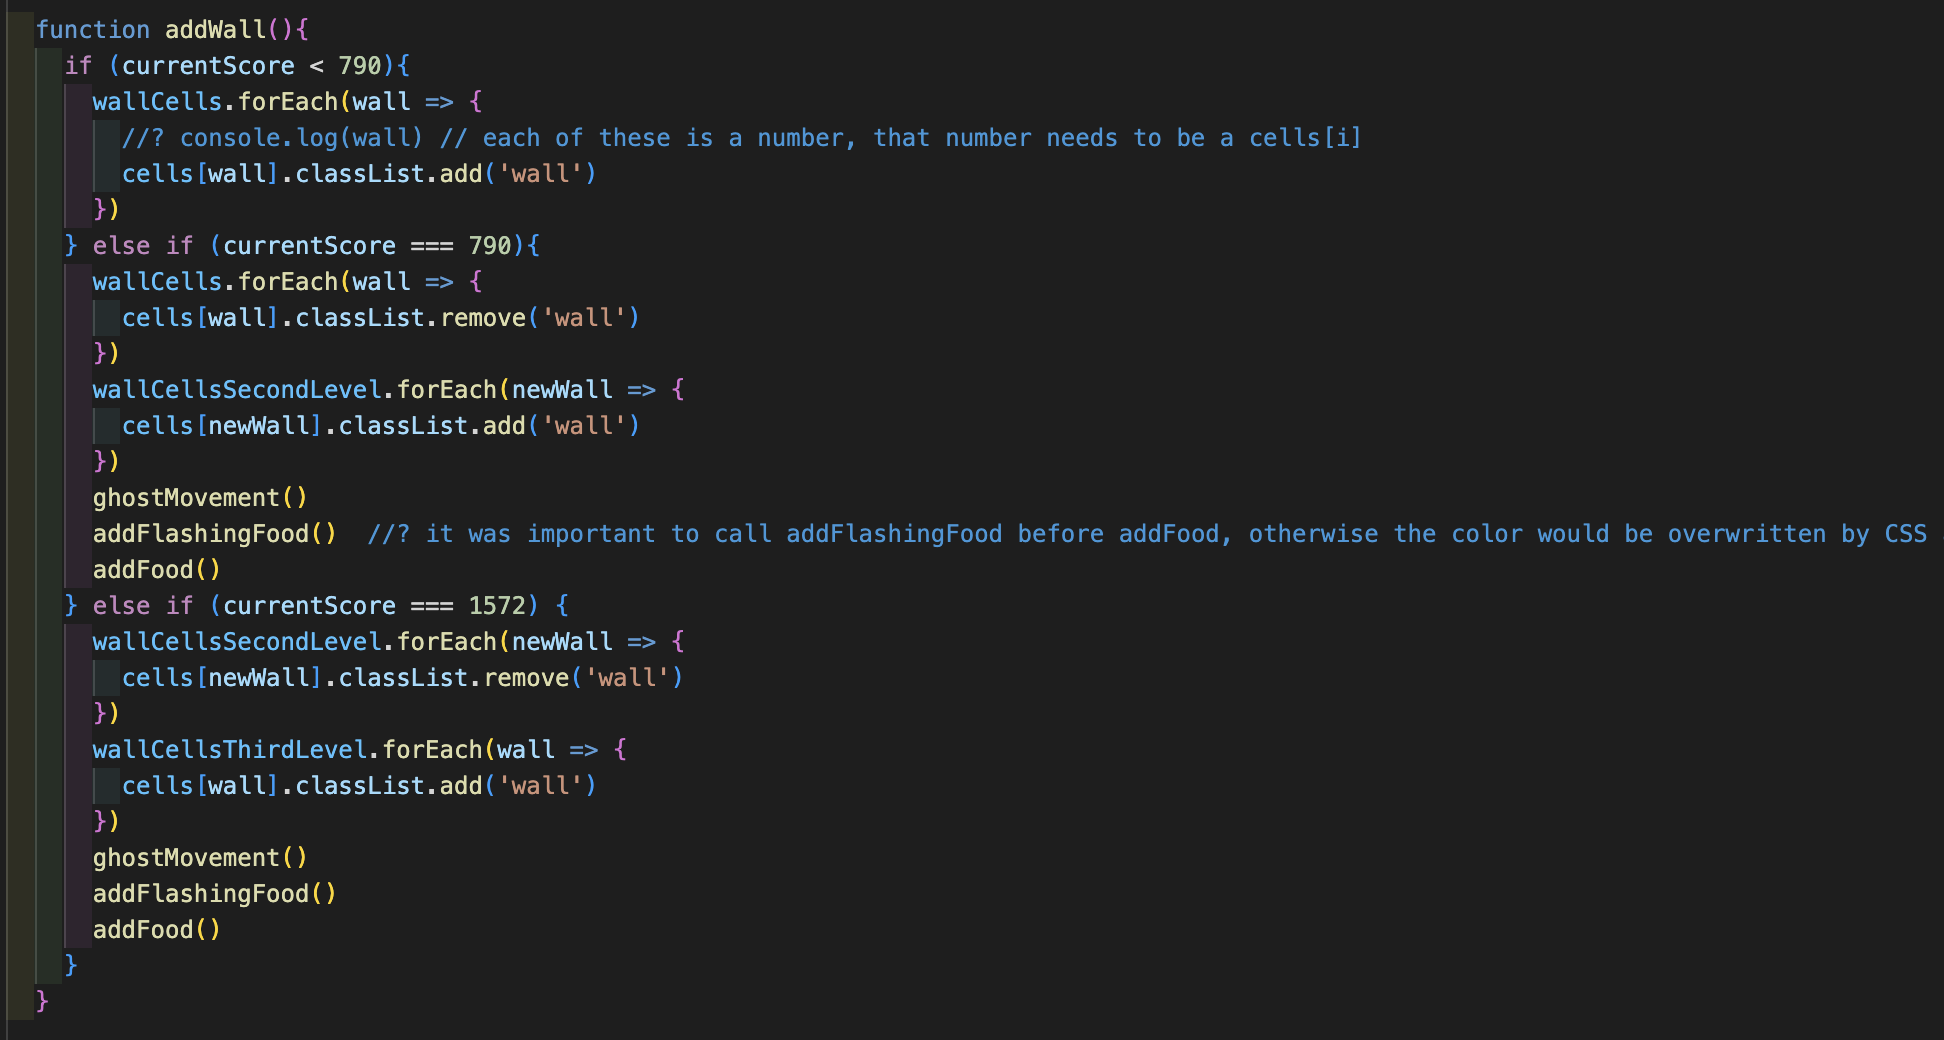 function addWall(){
if (currentScore < 790){
wallCells.forEach(wall => {
//? console.log(wall) // each of these is a number, that number needs to be a cells[i]
cells[wall].classList.add('wall')
})
} else if (currentScore === 790){
wallCells.forEach(wall => {
cells[wall].classList.remove('wall')
})
wallCellsSecondLevel.forEach(newWall => {
cells[newWall].classList.add('wall')
})
ghostMovement()
addFlashingFood()  //? it was important to call addFlashingFood before addFood, otherwise the color would be overwritten by CSS
addFood()
} else if (currentScore === 1572) {
wallCellsSecondLevel.forEach(newWall => {
cells[newWall].classList.remove('wall')
})
wallCellsThirdLevel.forEach(wall => {
cells[wall].classList.add('wall')
})
ghostMovement()
addFlashingFood()
addFood()
}
}